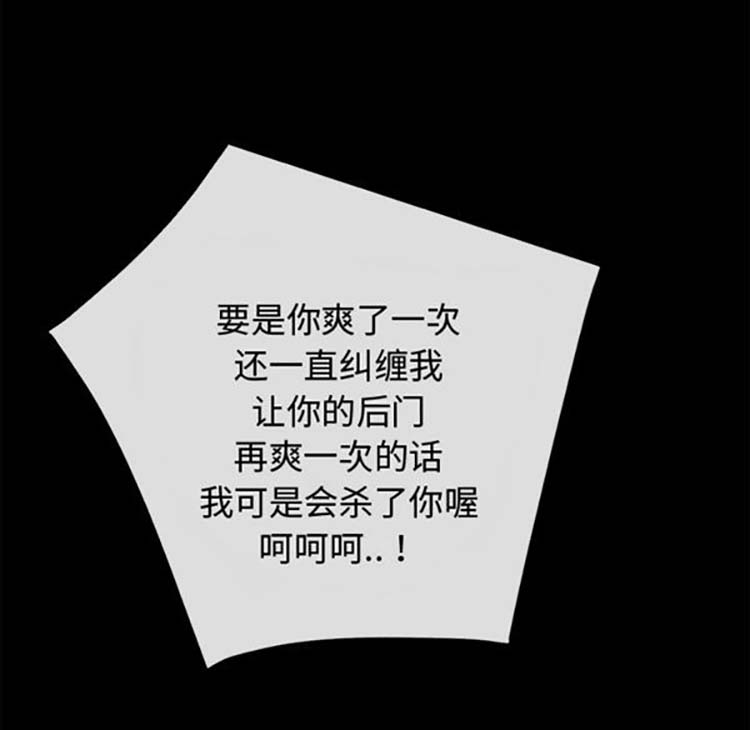 要是你爽了一次
还一直纠缠我
让你的后门
再爽一次的话
我可是会杀了你喔
呵呵呵..！